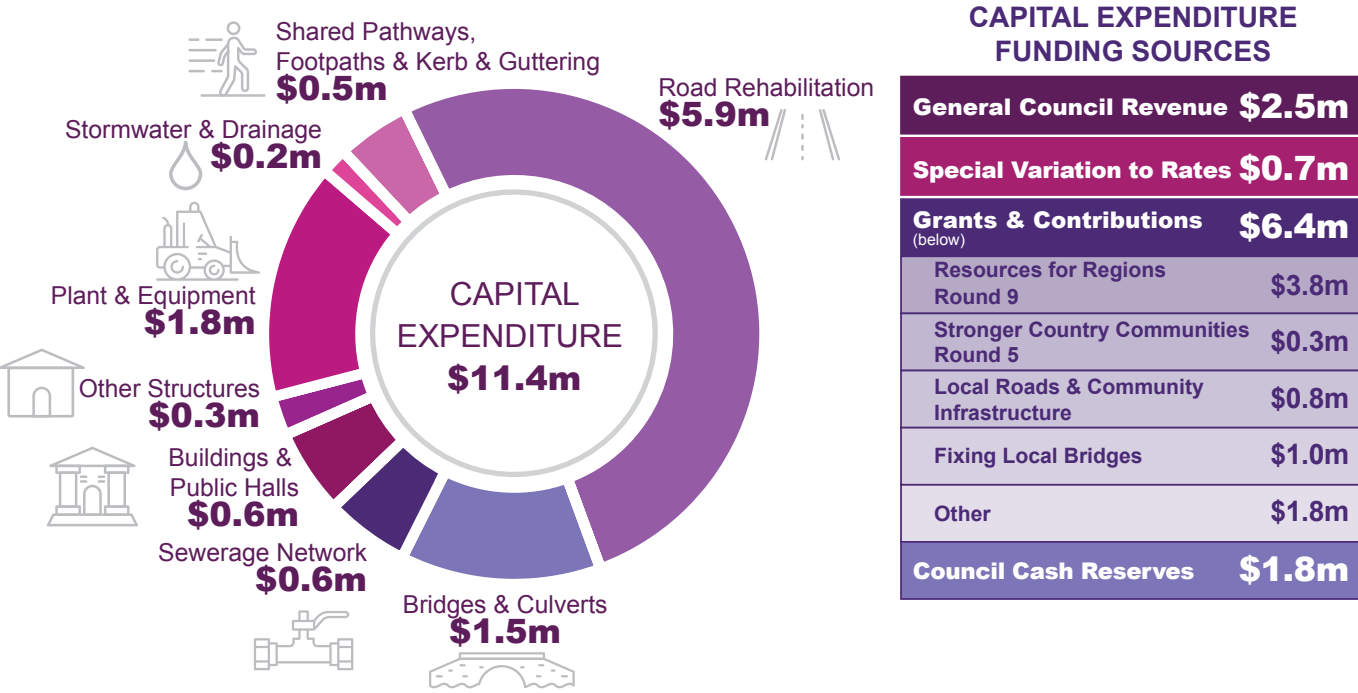 Shared Pathways,
Footpaths & Kerb & Guttering
$0.5m
Road Rehabilitation
$5.9m
Stormwater & Drainage
$0.2m
Plant & Equipment
$1.8m
Other Structures
$0.3m
Buildings &
Public Halls
$0.6m
Sewerage Network
$0.6m
Bridges & Culverts
$1.5m
CAPITAL
EXPENDITURE
$11.4m
CAPITAL EXPENDITURE
FUNDING SOURCES
General Council Revenue $2.5m
Special Variation to Rates $0.7m
Grants & Contributions $6.4m
(below)
Resources for Regions
Round 9 $3.8m
Stronger Country Communities
Round 5 $0.3m
Local Roads & Community
Infrastructure $0.8m
Fixing Local Bridges $1.0m
Other $1.8m
Council Cash Reserves $1.8m